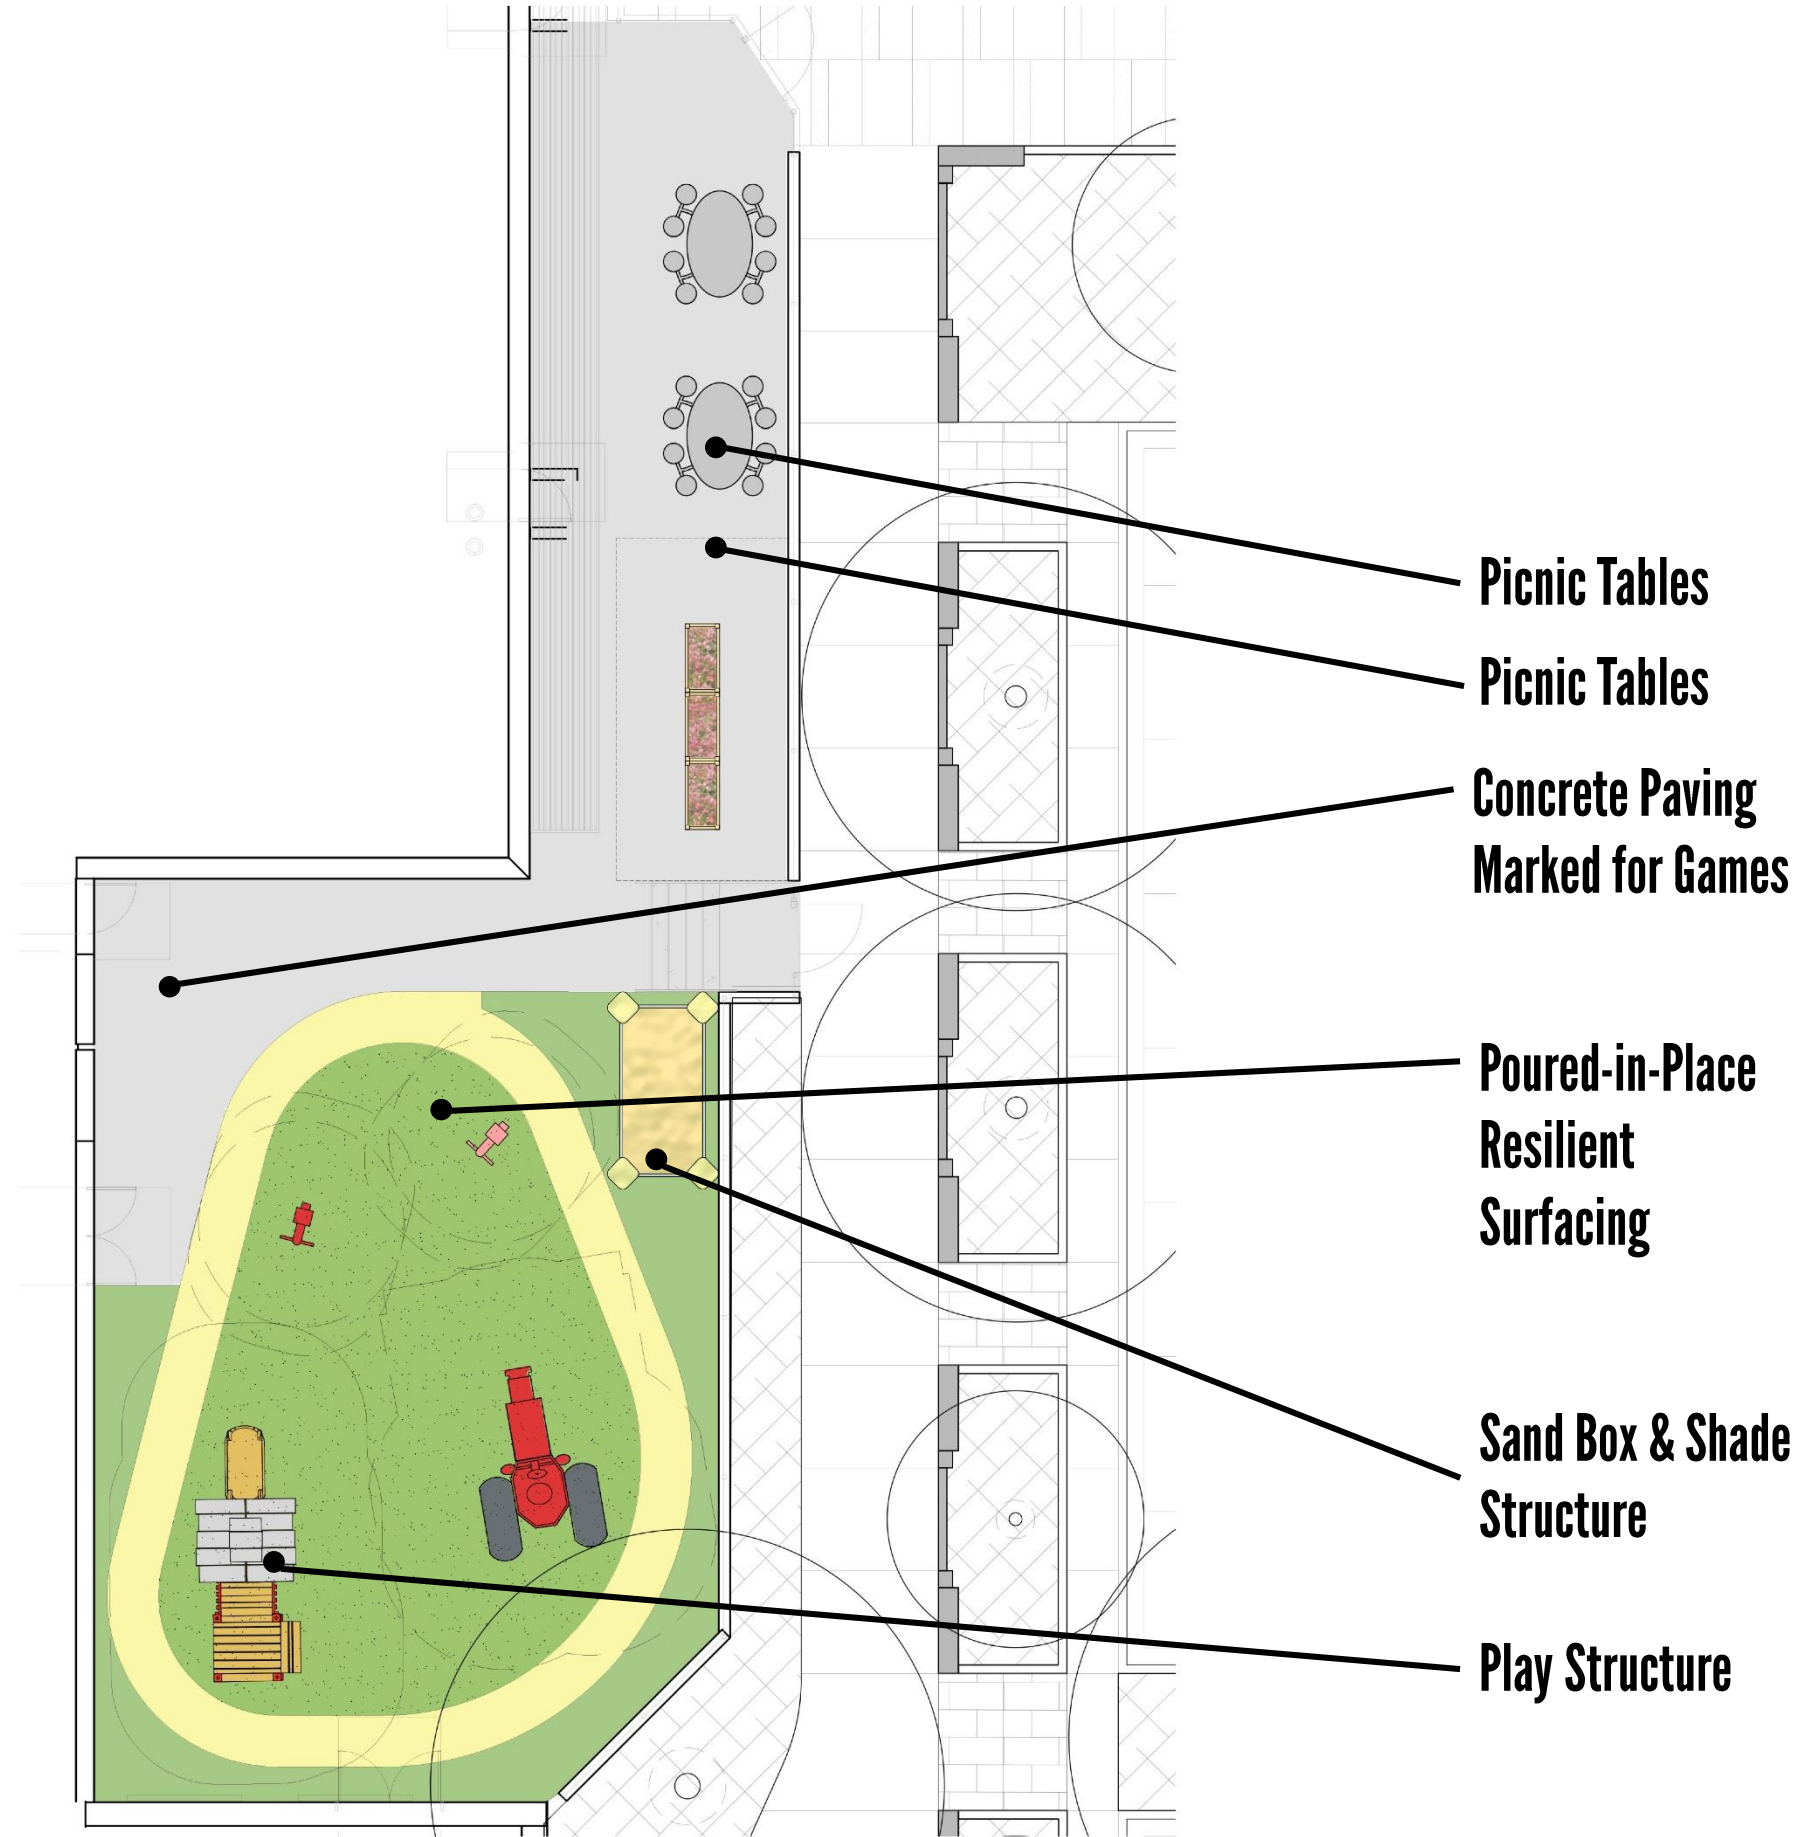 Picnic Tables
Picnic Tables
Concrete Paving
Marked for Games
Poured-in-Place
Resilient
Surfacing
Sand Box & Shade
Structure
Play Structure